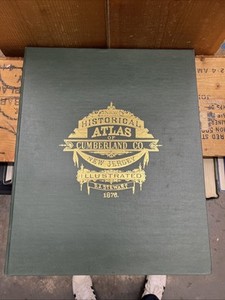 HISTORICAL
ATLAS
OF
CUMBERLAND CO.
NEW JERSEY
ILLUSTRATED
1876.